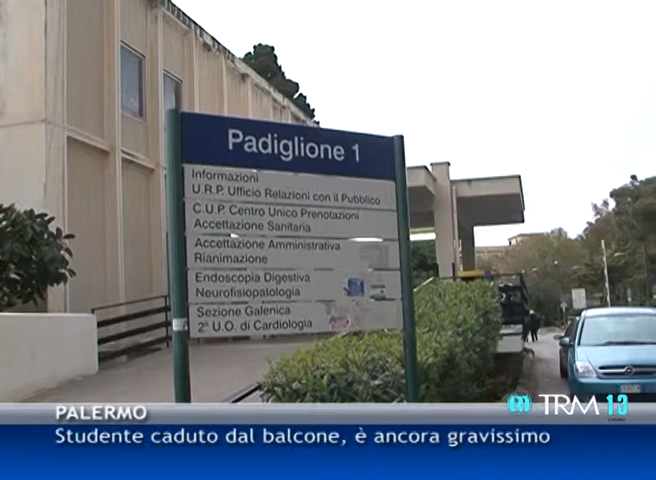 Padiglione 1
Informazioni
U.R.P. Ufficio Relazioni con il Pubblico
C.U.P. Centro Unico Prenotazioni
Accettazione Sanitaria
Accettazione Amministrativa
Rianimazione
Endoscopia Digestiva
Neurofisiopatologia
Sezione Galenica
2ª U.O. di Cardiologia
PALERMO
Studente caduto dal balcone, è ancora gravissimo
TRM 13